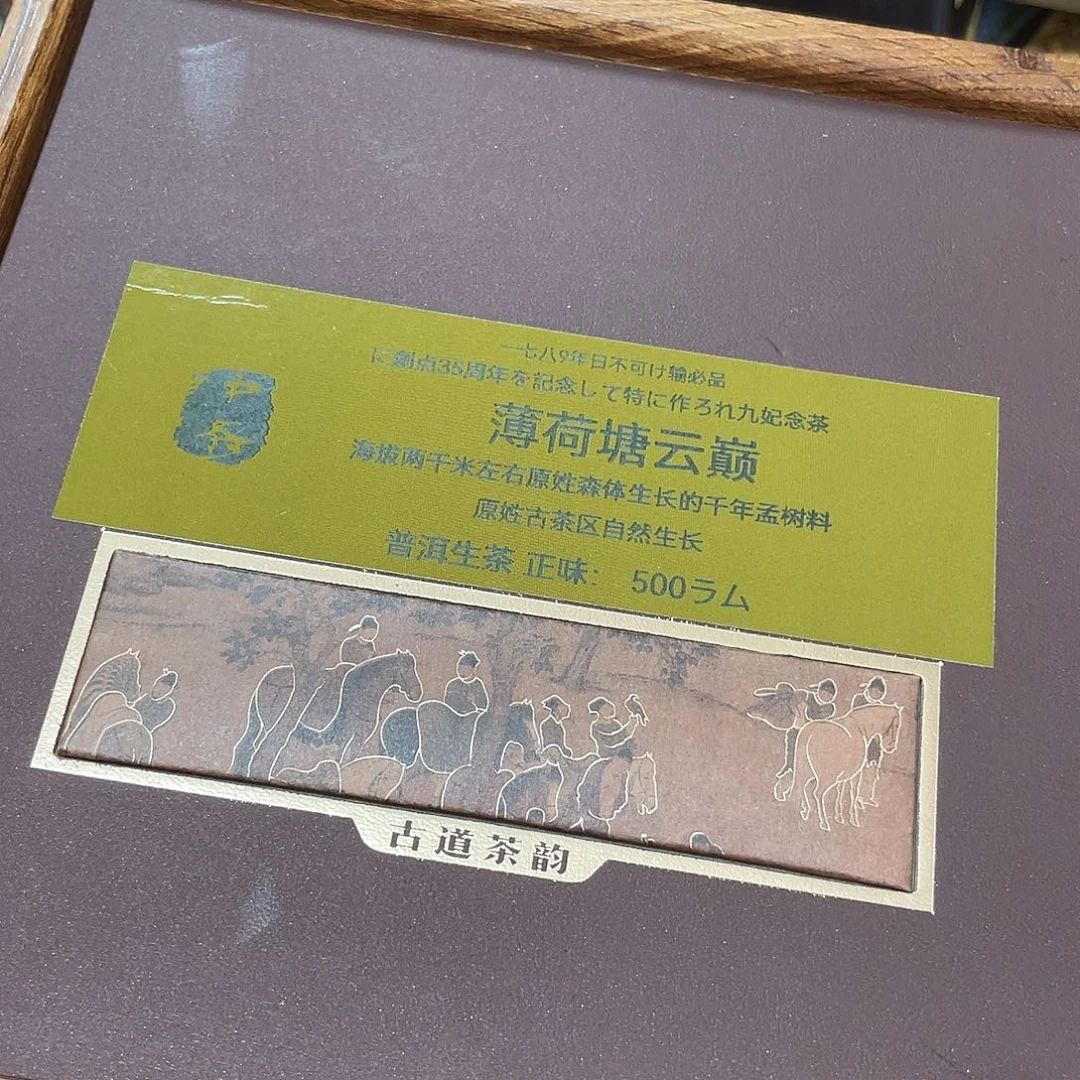 一七八9年日不可け输必品
に創点35周年を記念して特に作ろれ九妃念茶
薄荷塘云巅
海拔两千米左右原姓森体生长的千年孟树料
原姓古茶区自然生长
普洱生茶 正味: 500ラム
古道茶韵